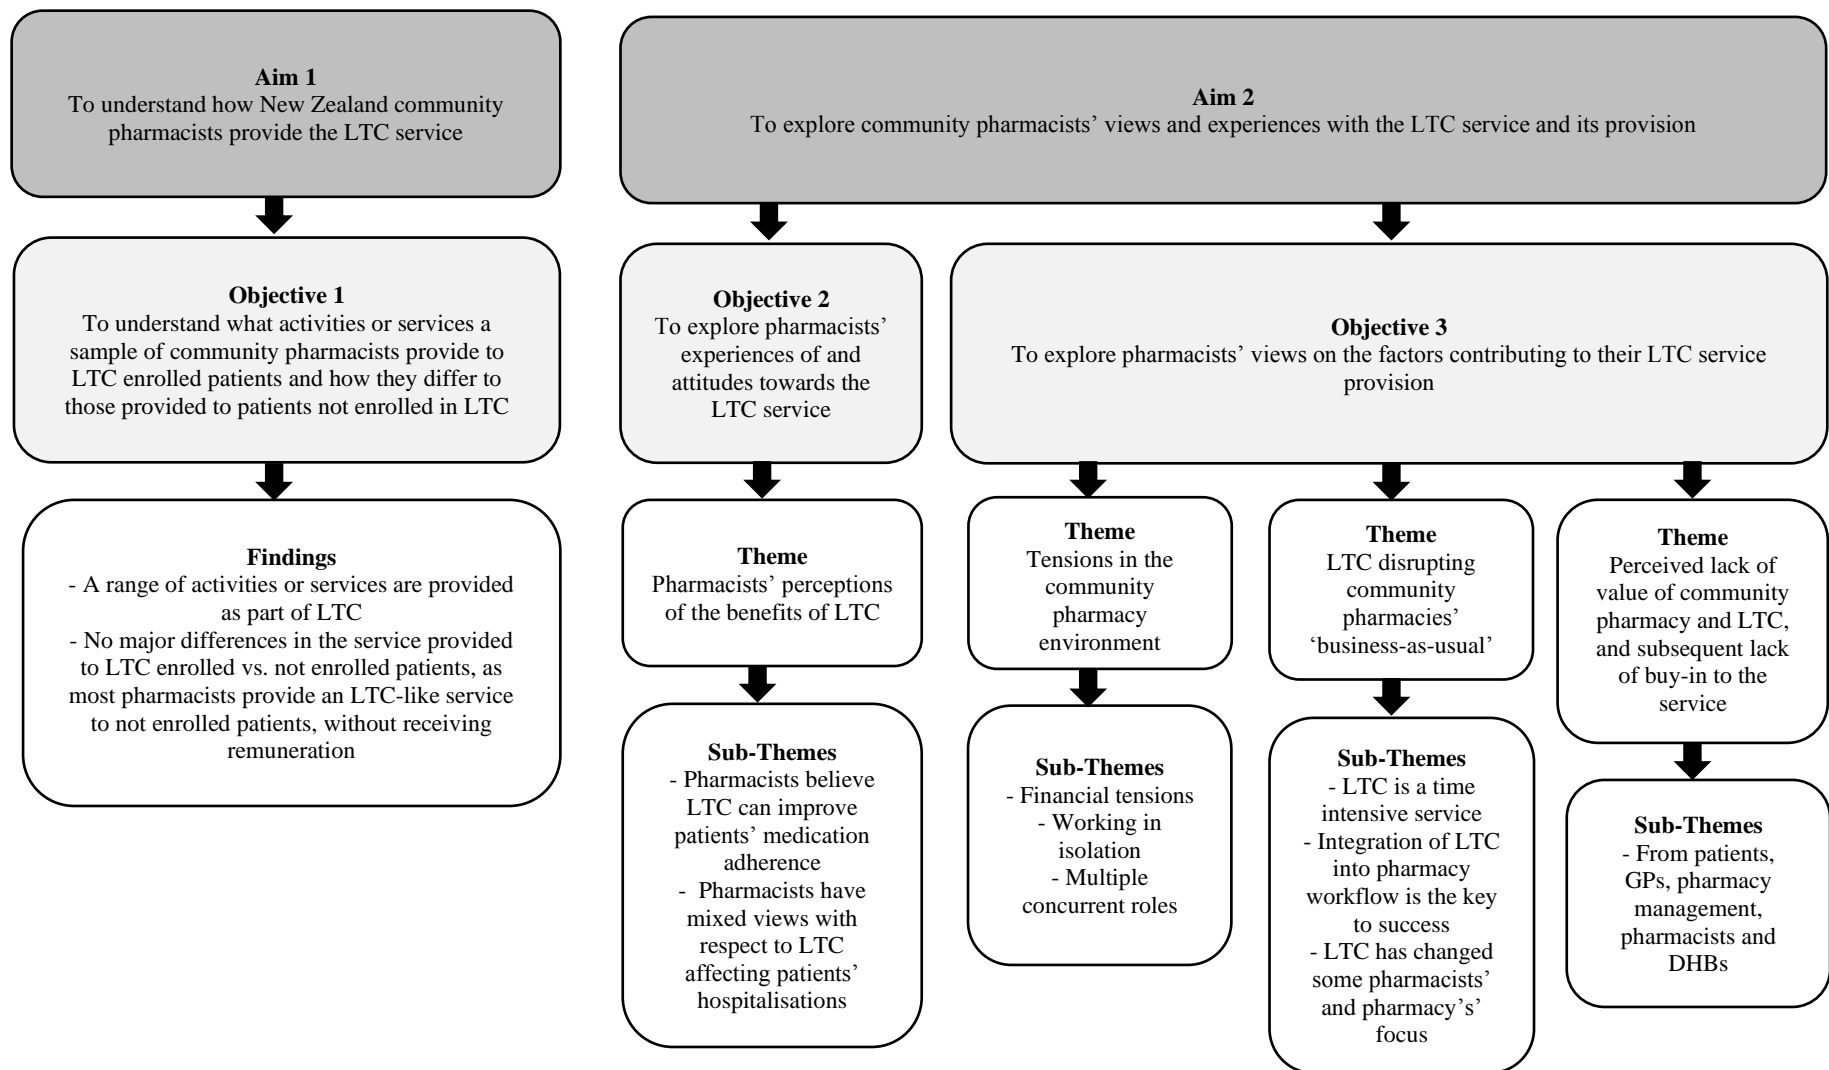 Aim 1
To understand how New Zealand community
pharmacists provide the LTC service
Aim 2
To explore community pharmacists’ views and experiences with the LTC service and its provision
Objective 1
To understand what activities or services a
sample of community pharmacists provide to
LTC enrolled patients and how they differ to
those provided to patients not enrolled in LTC
Objective 2
To explore pharmacists’
experiences of and
attitudes towards the
LTC service
Objective 3
To explore pharmacists’ views on the factors contributing to their LTC service
provision
Findings
- A range of activities or services are provided
as part of LTC
- No major differences in the service provided
to LTC enrolled vs. not enrolled patients, as
most pharmacists provide an LTC-like service
to not enrolled patients, without receiving
remuneration
Theme
Pharmacists’ perceptions
of the benefits of LTC
Theme
Tensions in the
community
pharmacy
environment
Theme
LTC disrupting
community
pharmacies’
‘business-as-usual’
Theme
Perceived lack of
value of community
pharmacy and LTC,
and subsequent lack
of buy-in to the
service
Sub-Themes
- Pharmacists believe
LTC can improve
patients’ medication
adherence
- Pharmacists have
mixed views with
respect to LTC
affecting patients’
hospitalisations
Sub-Themes
- Financial tensions
- Working in
isolation
- Multiple
concurrent roles
Sub-Themes
- LTC is a time
intensive service
- Integration of LTC
into pharmacy
workflow is the key
to success
- LTC has changed
some pharmacists’
and pharmacy’s’
focus
Sub-Themes
- From patients,
GPs, pharmacy
management,
pharmacists and
DHBs